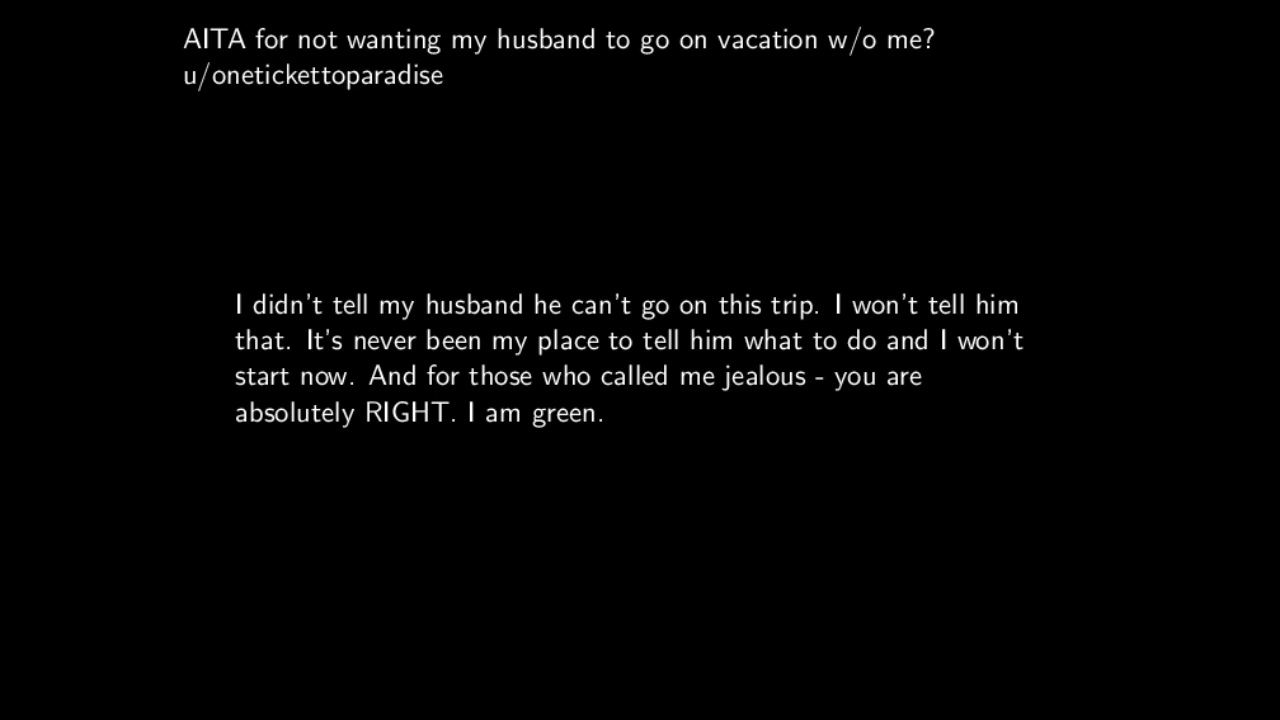 AITA for not wanting my husband to go on vacation w/o me?
u/onetickettoparadise
I didn't tell my husband he can't go on this trip. I won't tell him
that. It's never been my place to tell him what to do and I won't
start now. And for those who called me jealous - you are
absolutely RIGHT. I am green.